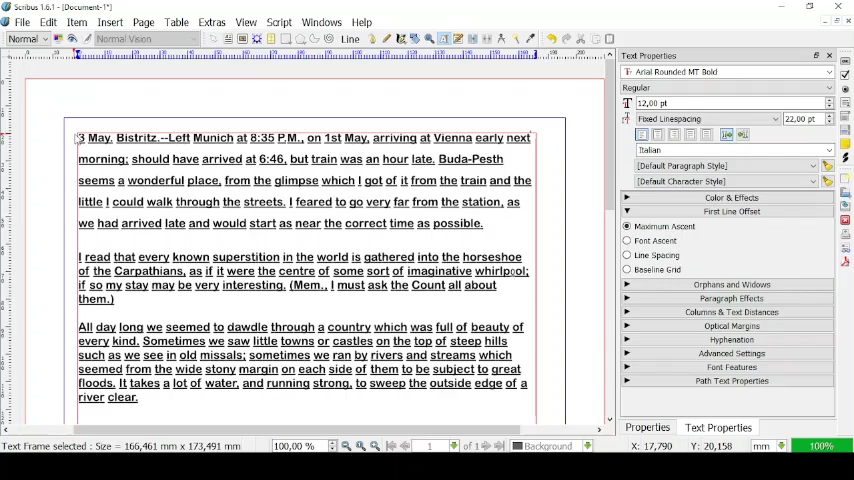 Scribus 1.6.1 - [Document-1*]
File Edit Item Insert Page Table Extras View Script Windows Help
Normal Normal Vision Line
Text Properties
Arial Rounded MT Bold
Regular
12,00 pt
Fixed Linespacing 22,00 pt
Italian
[Default Paragraph Style]
[Default Character Style]
Color & Effects
First Line Offset
Maximum Ascent
Font Ascent
Line Spacing
Baseline Grid
Orphans and Widows
Paragraph Effects
Columns & Text Distances
Optical Margins
Hyphenation
Advanced Settings
Font Features
Path Text Properties
Properties Text Properties
3 May. Bistritz.--Left Munich at 8:35 P.M., on 1st May, arriving at Vienna early next
morning; should have arrived at 6:46, but train was an hour late. Buda-Pesth
seems a wonderful place, from the glimpse which I got of it from the train and the
little I could walk through the streets. I feared to go very far from the station, as
we had arrived late and would start as near the correct time as possible.
I read that every known superstition in the world is gathered into the horseshoe
of the Carpathians, as if it were the centre of some sort of imaginative whirlpool;
if so my stay may be very interesting. (Mem., I must ask the Count all about
them.)
All day long we seemed to dawdle through a country which was full of beauty of
every kind. Sometimes we saw little towns or castles on the top of steep hills
such as we see in old missals; sometimes we ran by rivers and streams which
seemed from the wide stony margin on each side of them to be subject to great
floods. It takes a lot of water, and running strong, to sweep the outside edge of a
river clear.
Text Frame selected : Size = 166,461 mm x 173,491 mm 100,00 % 1 of 1 Background X: 17,790 Y: 20,158 mm 100%